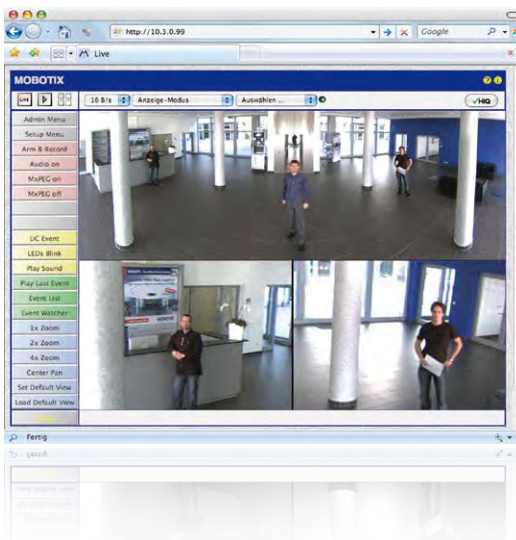 http://10.3.0.99
Google
Live
MOBOTIX
LIVE
16 B/s
Anzeige-Modus
Auswählen ...
HiQ
Admin Menu
Setup Menu
Arm & Record
Audio on
MxPEG on
MxPEG off
UC Event
LEDs Blink
Play Sound
Play Last Event
Event List
Event Watcher
1x Zoom
2x Zoom
4x Zoom
Center Pan
Set Default View
Load Default View
Fertig